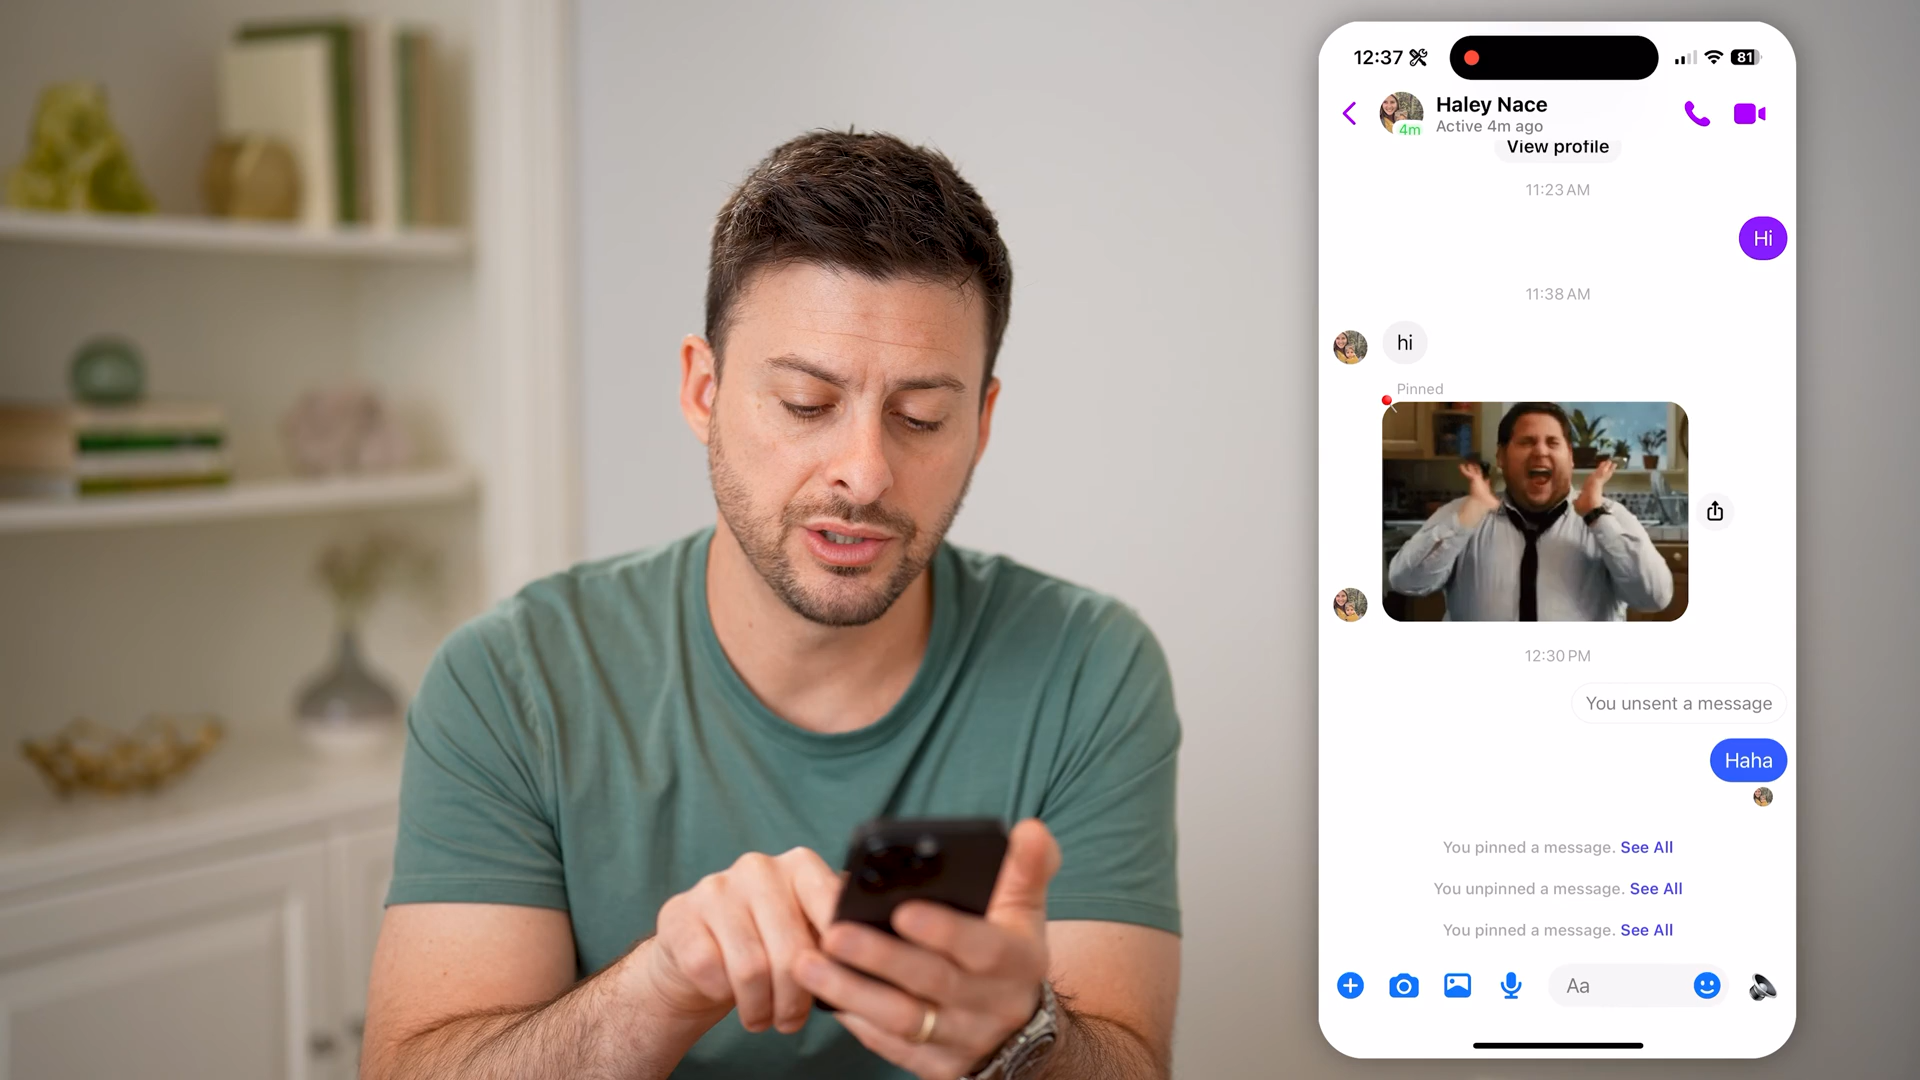 12:37
81
Haley Nace
4m
Active 4m ago
View profile
11:23 AM
Hi
11:38 AM
hi
Pinned
12:30 PM
You unsent a message
Haha
You pinned a message. See All
You unpinned a message. See All
You pinned a message. See All
Aa